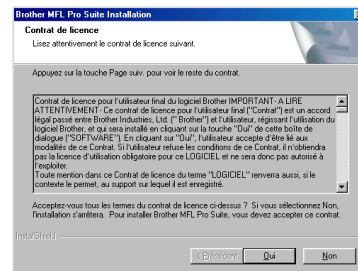 Brother MFL Pro Suite Installation
Contrat de licence
Lisez attentivement le contrat de licence suivant.
Appuyez sur la touche Page suiv. pour voir le reste du contrat.
Contrat de licence pour l'utilisateur final du logiciel Brother IMPORTANT- A LIRE
ATTENTIVEMENT- Ce contrat de licence pour l'utilisateur final ("Contrat") est un accord
légal passé entre Brother Industries, Ltd. (" Brother") et l'utilisateur, régissant l'utilisation du
logiciel Brother, et qui sera installé en cliquant sur la touche "Oui" de cette boîte de
dialogue ("SOFTWARE"). En cliquant sur "Oui", l'utilisateur accepte d'être lié aux
modalités de ce Contrat. Si l'utilisateur refuse les conditions de ce Contrat, il n'obtiendra
pas la licence d'utilisation obligatoire pour ce LOGICIEL et ne sera donc pas autorisé à
l'exploiter.
Toute mention dans ce Contrat de licence du terme "LOGICIEL" renverra aussi, si le
contexte le permet, au support sur lequel il est enregistré.
Acceptez-vous tous les termes du contrat de licence ci-dessus ? Si vous sélectionnez Non,
l'installation s'arrêtera. Pour installer Brother MFL Pro Suite, vous devez accepter ce contrat.
InstallShield
< Précédent
Oui
Non